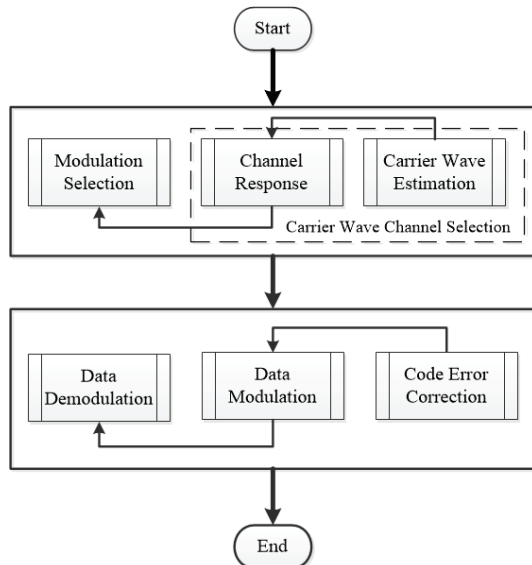 Start
Modulation
Selection
Channel
Response
Carrier Wave
Estimation
Carrier Wave Channel Selection
Data
Demodulation
Data
Modulation
Code Error
Correction
End